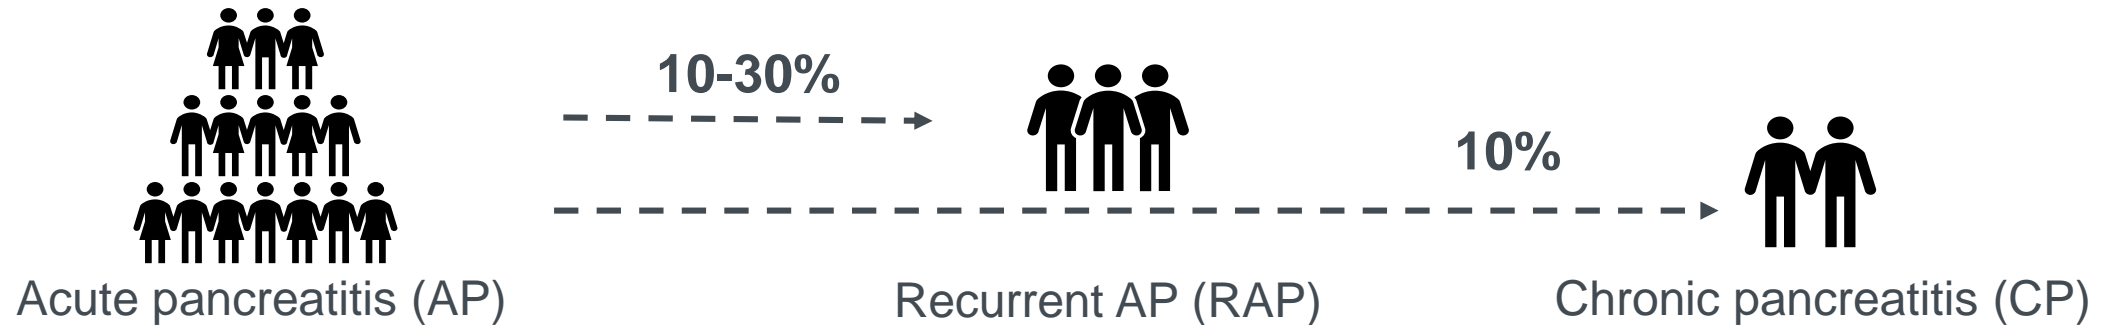 10-30%
10%
Acute pancreatitis (AP)
Recurrent AP (RAP)
Chronic pancreatitis (CP)